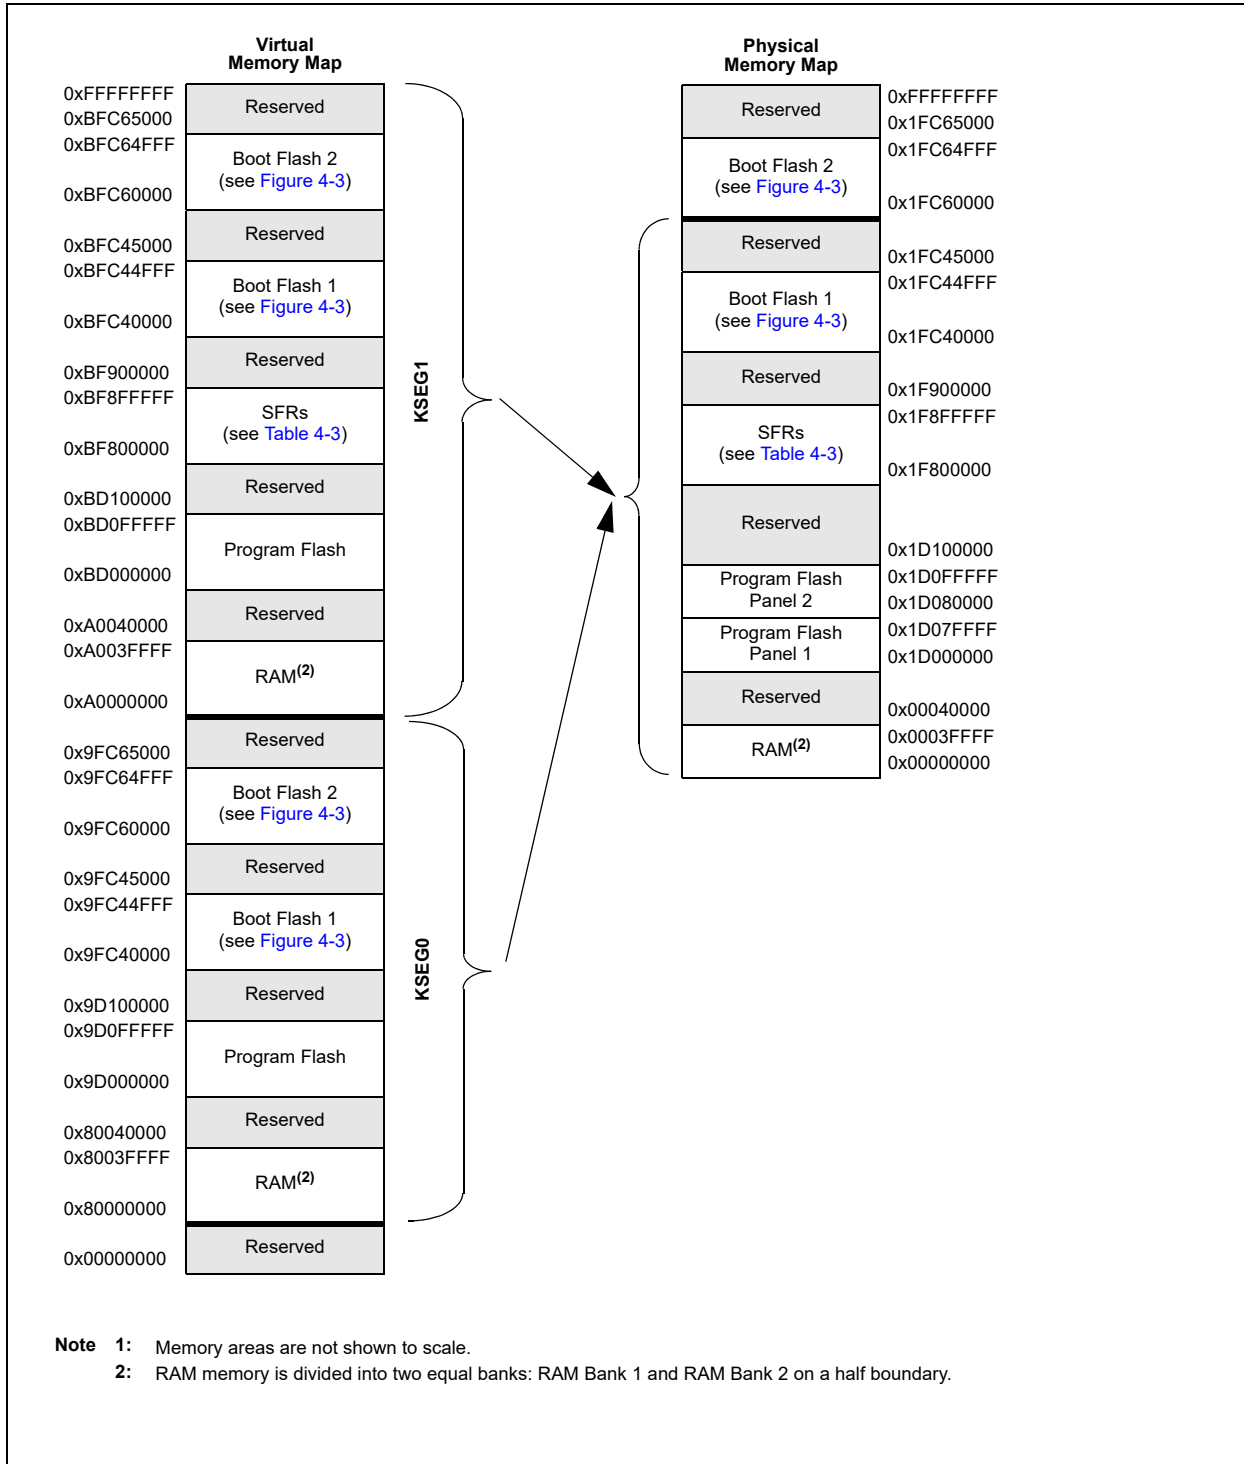 Virtual
Memory Map
0xFFFFFFFF
Reserved
0xBFC65000
0xBFC64FFF
Boot Flash 2
(see Figure 4-3)
0xBFC60000
Reserved
0xBFC45000
0xBFC44FFF
Boot Flash 1
(see Figure 4-3)
0xBFC40000
Reserved
0xBF900000
0xBF8FFFFF
SFRs
(see Table 4-3)
0xBF800000
Reserved
0xBD100000
0xBD0FFFFF
Program Flash
0xBD000000
Reserved
0xA0040000
0xA003FFFF
RAM(2)
0xA0000000
KSEG1
Reserved
0x9FC65000
0x9FC64FFF
Boot Flash 2
(see Figure 4-3)
0x9FC60000
Reserved
0x9FC45000
0x9FC44FFF
Boot Flash 1
(see Figure 4-3)
0x9FC40000
Reserved
0x9D100000
0x9D0FFFFF
Program Flash
0x9D000000
Reserved
0x80040000
0x8003FFFF
RAM(2)
0x80000000
KSEG0
Reserved
0x00000000
Physical
Memory Map
0xFFFFFFFF
Reserved
0x1FC65000
0x1FC64FFF
Boot Flash 2
(see Figure 4-3)
0x1FC60000
Reserved
0x1FC45000
0x1FC44FFF
Boot Flash 1
(see Figure 4-3)
0x1FC40000
Reserved
0x1F900000
0x1F8FFFFF
SFRs
(see Table 4-3)
0x1F800000
Reserved
0x1D100000
0x1D0FFFFF
Program Flash
Panel 2
0x1D080000
0x1D07FFFF
Program Flash
Panel 1
0x1D000000
Reserved
0x00040000
0x0003FFFF
RAM(2)
0x00000000
Note 1: Memory areas are not shown to scale.
2: RAM memory is divided into two equal banks: RAM Bank 1 and RAM Bank 2 on a half boundary.